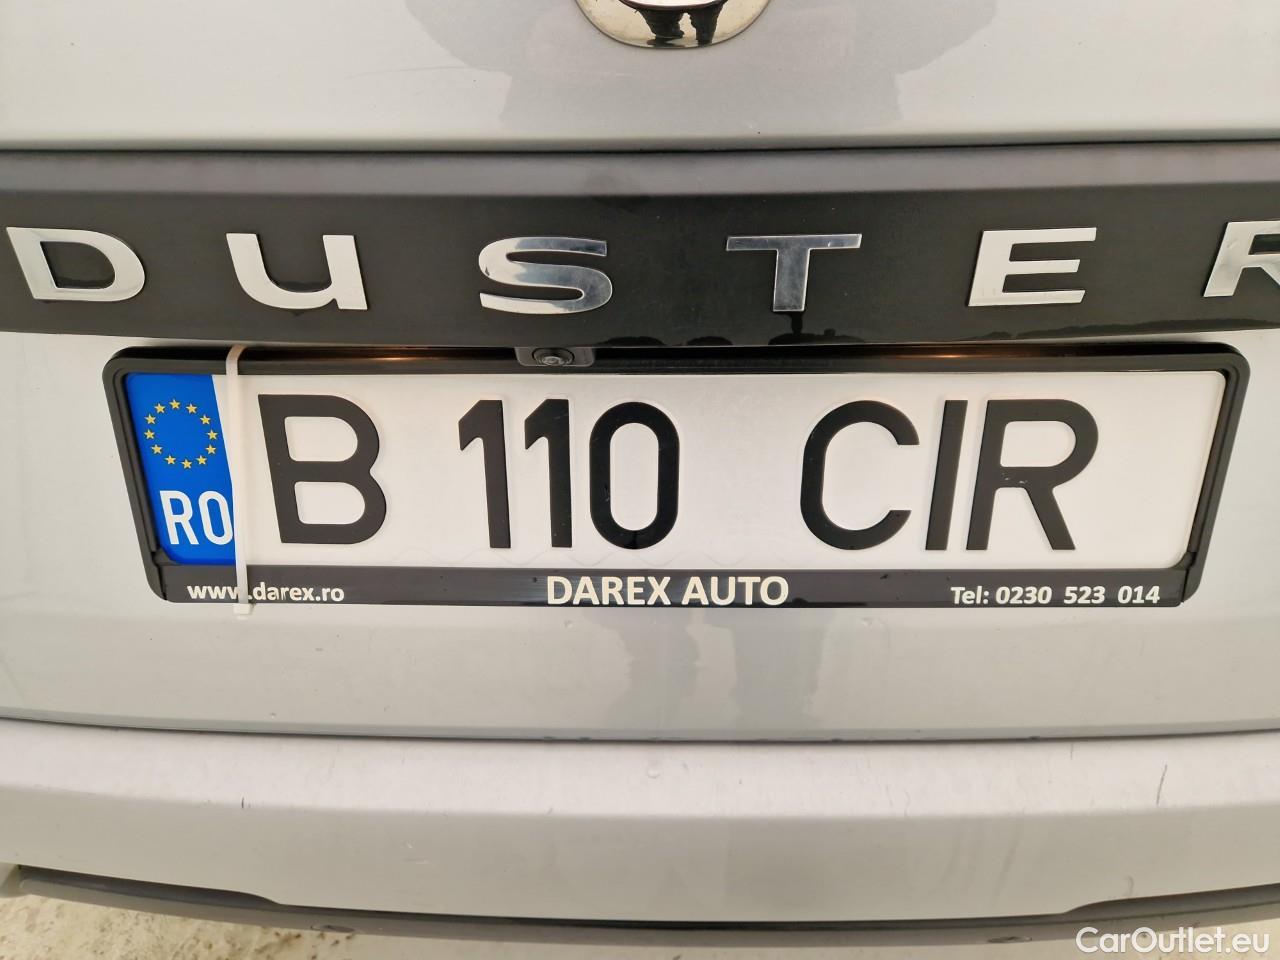 DUSTER
RO B 110 CIR
www.darex.ro DAREX AUTO Tel: 0230 523 014
CarOutlet.eu